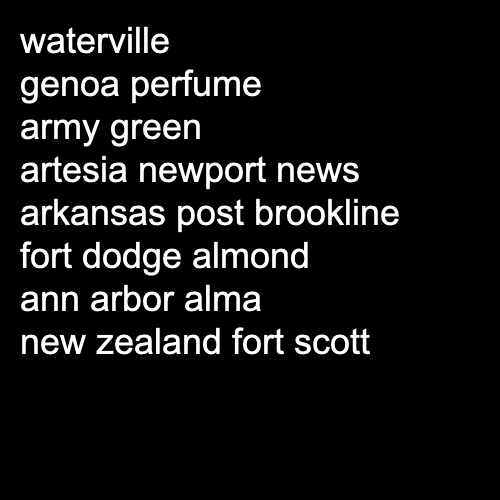 waterville
genoa perfume
army green
artesia newport news
arkansas post brookline
fort dodge almond
ann arbor alma
new zealand fort scott